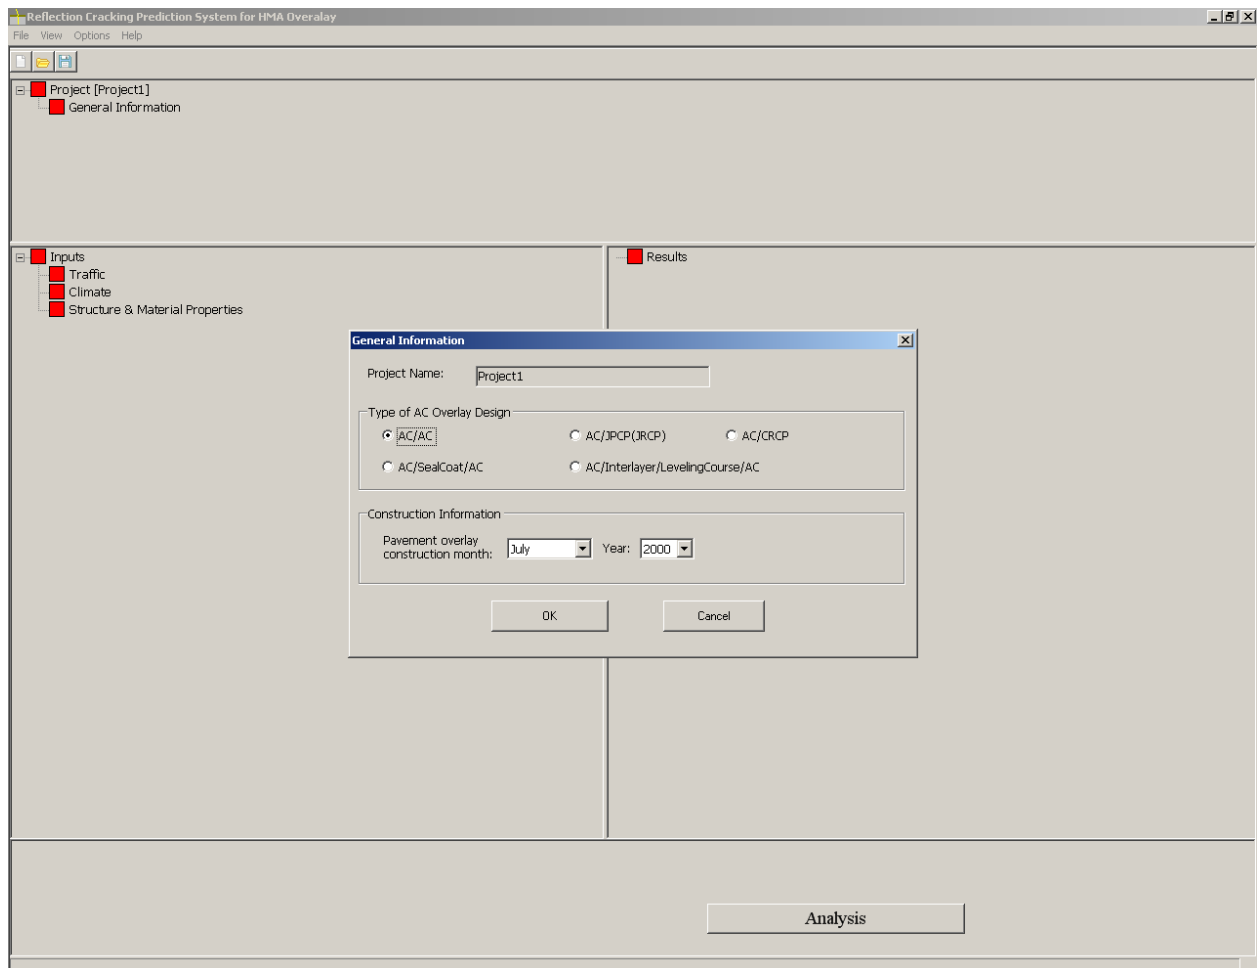 Reflection Cracking Prediction System for HMA Overalay
File View Options Help
Project [Project1]
General Information
Inputs
Traffic
Climate
Structure & Material Properties
Results
General Information
Project Name: Project1
Type of AC Overlay Design
AC/AC AC/JPCP(JRCP) AC/CRCP
AC/SealCoat/AC AC/Interlayer/LevelingCourse/AC
Construction Information
Pavement overlay
construction month: July Year: 2000
OK Cancel
Analysis